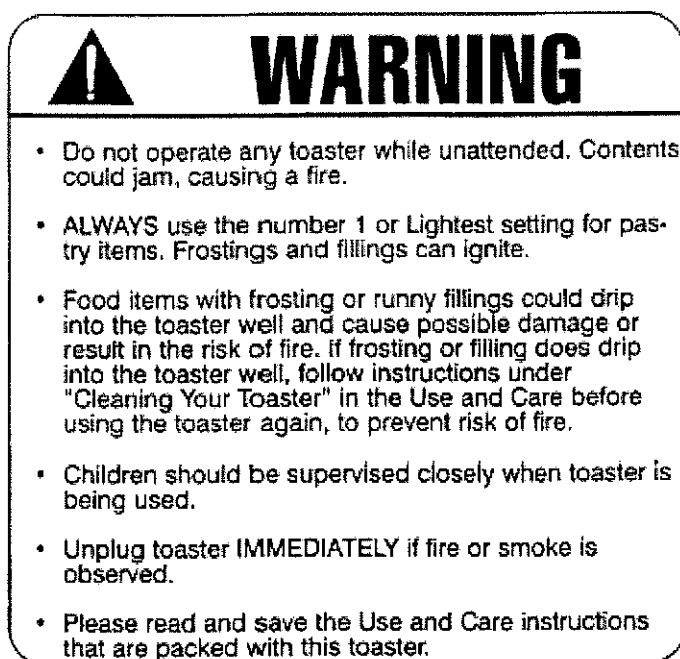 WARNING
• Do not operate any toaster while unattended. Contents
could jam, causing a fire.
• ALWAYS use the number 1 or Lightest setting for pas-
try items. Frostings and fillings can ignite.
• Food items with frosting or runny fillings could drip
into the toaster well and cause possible damage or
result in the risk of fire. If frosting or filling does drip
into the toaster well, follow instructions under
"Cleaning Your Toaster" in the Use and Care before
using the toaster again, to prevent risk of fire.
• Children should be supervised closely when toaster is
being used.
• Unplug toaster IMMEDIATELY if fire or smoke is
observed.
• Please read and save the Use and Care instructions
that are packed with this toaster.